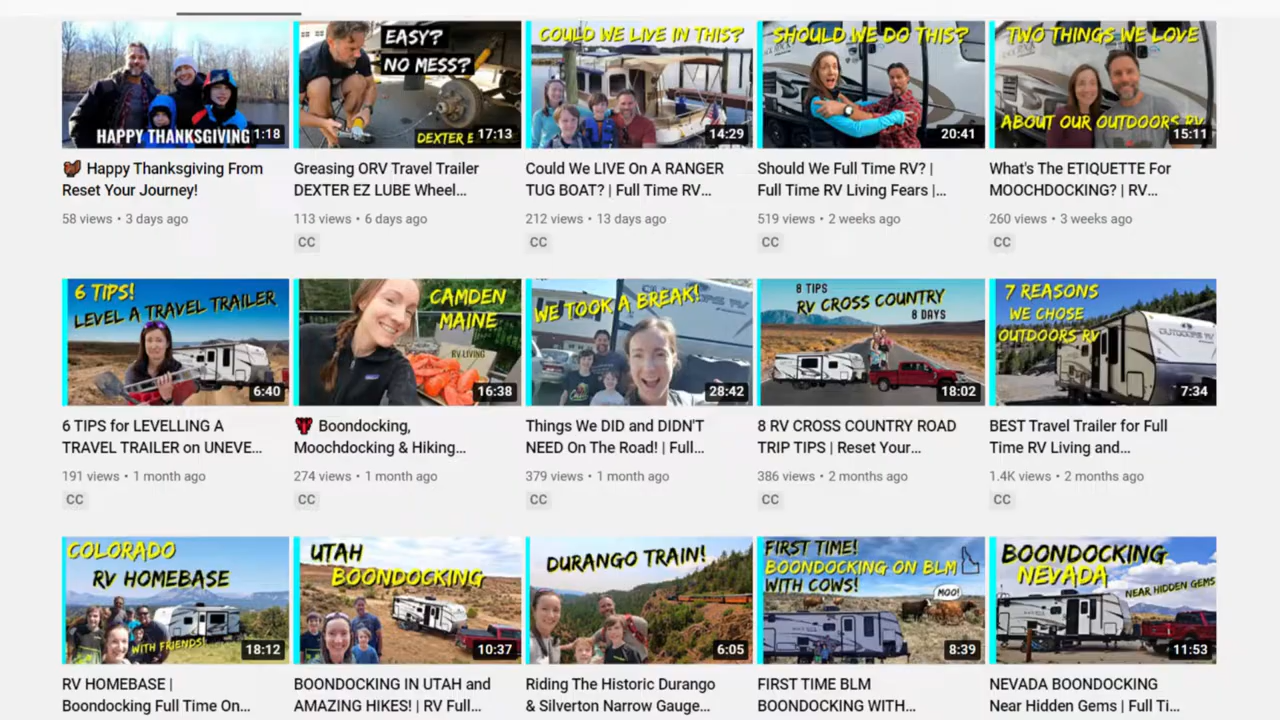 HAPPY THANKSGIVING
1:18
EASY?
NO MESS?
DEXTER E
17:13
COULD WE LIVE IN THIS?
14:29
SHOULD WE DO THIS?
20:41
TWO THINGS WE LOVE
ABOUT OUR OUTDOORS RV
15:11
Happy Thanksgiving From
Reset Your Journey!
58 views • 3 days ago
Greasing ORV Travel Trailer
DEXTER EZ LUBE Wheel...
113 views • 6 days ago
CC
Could We LIVE On A RANGER
TUG BOAT? | Full Time RV...
212 views • 13 days ago
CC
Should We Full Time RV? |
Full Time RV Living Fears |...
519 views • 2 weeks ago
CC
What's The ETIQUETTE For
MOOCHDOCKING? | RV...
260 views • 3 weeks ago
CC
6 TIPS!
LEVEL A TRAVEL TRAILER
6:40
CAMDEN
MAINE
RV LIVING
16:38
WE TOOK A BREAK!
28:42
8 TIPS
RV CROSS COUNTRY
8 DAYS
18:02
7 REASONS
WE CHOSE
OUTDOORS RV
OUTDOORS RV
7:34
6 TIPS for LEVELLING A
TRAVEL TRAILER on UNEVE...
191 views • 1 month ago
CC
Boondocking,
Moochdocking & Hiking...
274 views • 1 month ago
CC
Things We DID and DIDN'T
NEED On The Road! | Full...
379 views • 1 month ago
CC
8 RV CROSS COUNTRY ROAD
TRIP TIPS | Reset Your...
386 views • 2 months ago
CC
BEST Travel Trailer for Full
Time RV Living and...
1.4K views • 2 months ago
CC
COLORADO
RV HOMEBASE
WITH FRIENDS!
18:12
UTAH
BOONDOCKING
10:37
DURANGO TRAIN!
6:05
FIRST TIME!
BOONDOCKING ON BLM
WITH COWS!
MOO!
8:39
BOONDOCKING
NEVADA
NEAR HIDDEN GEMS
11:53
RV HOMEBASE |
Boondocking Full Time On...
BOONDOCKING IN UTAH and
AMAZING HIKES! | RV Full...
Riding The Historic Durango
& Silverton Narrow Gauge...
FIRST TIME BLM
BOONDOCKING WITH...
NEVADA BOONDOCKING
Near Hidden Gems | Full Ti...